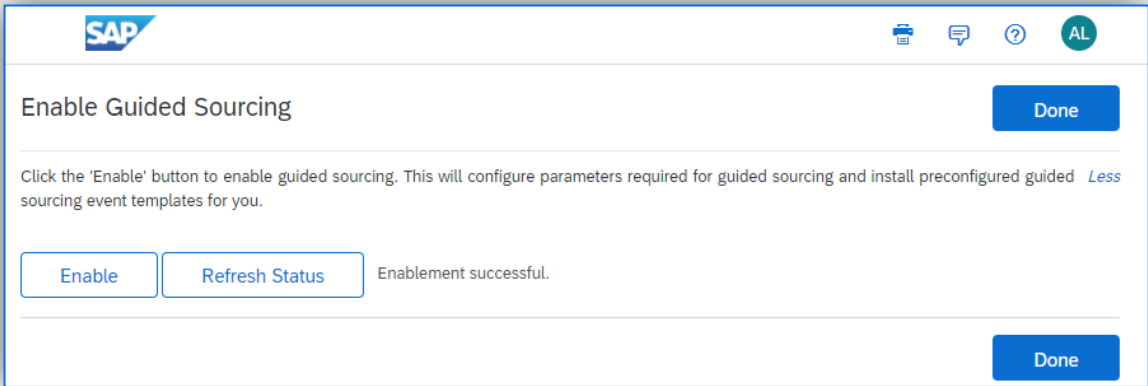 SAP
AL
Enable Guided Sourcing
Done
Click the 'Enable' button to enable guided sourcing. This will configure parameters required for guided sourcing and install preconfigured guided Less
sourcing event templates for you.
Enable Refresh Status Enablement successful.
Done